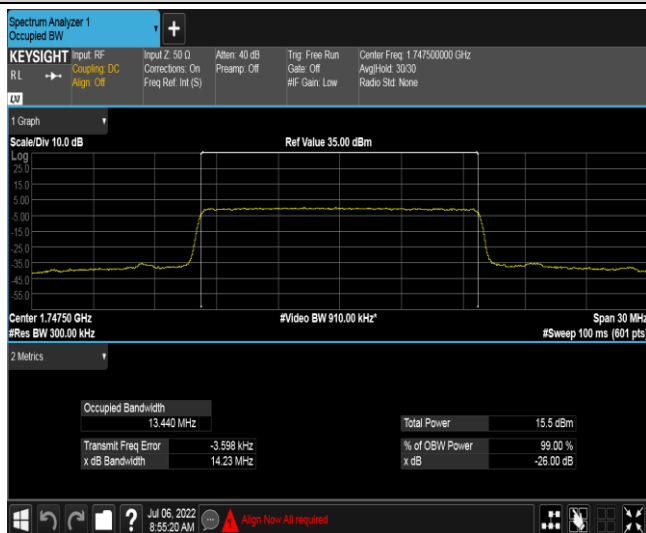 Spectrum Analyzer 1
Occupied BW
+
KEYSIGHT Input: RF Input Z: 50 Ω Atten: 40 dB Trig: Free Run Center Freq: 1.747500000 GHz
RL Coupling: DC Corrections: On Preamp: Off Gate: Off Avg|Hold: 30/30
Align: Off Freq Ref: Int (S) #IF Gain: Low Radio Std: None
LXI
1 Graph
Scale/Div 10.0 dB Ref Value 35.00 dBm
Log
25.0
15.0
5.00
-5.00
-15.0
-25.0
-35.0
-45.0
-55.0
Center 1.74750 GHz #Video BW 910.00 kHz* Span 30 MHz
#Res BW 300.00 kHz #Sweep 100 ms (601 pts)
2 Metrics
Occupied Bandwidth
13.440 MHz Total Power 15.5 dBm
Transmit Freq Error -3.598 kHz % of OBW Power 99.00 %
x dB Bandwidth 14.23 MHz x dB -26.00 dB
? Jul 06, 2022
8:55:20 AM Align Now All required